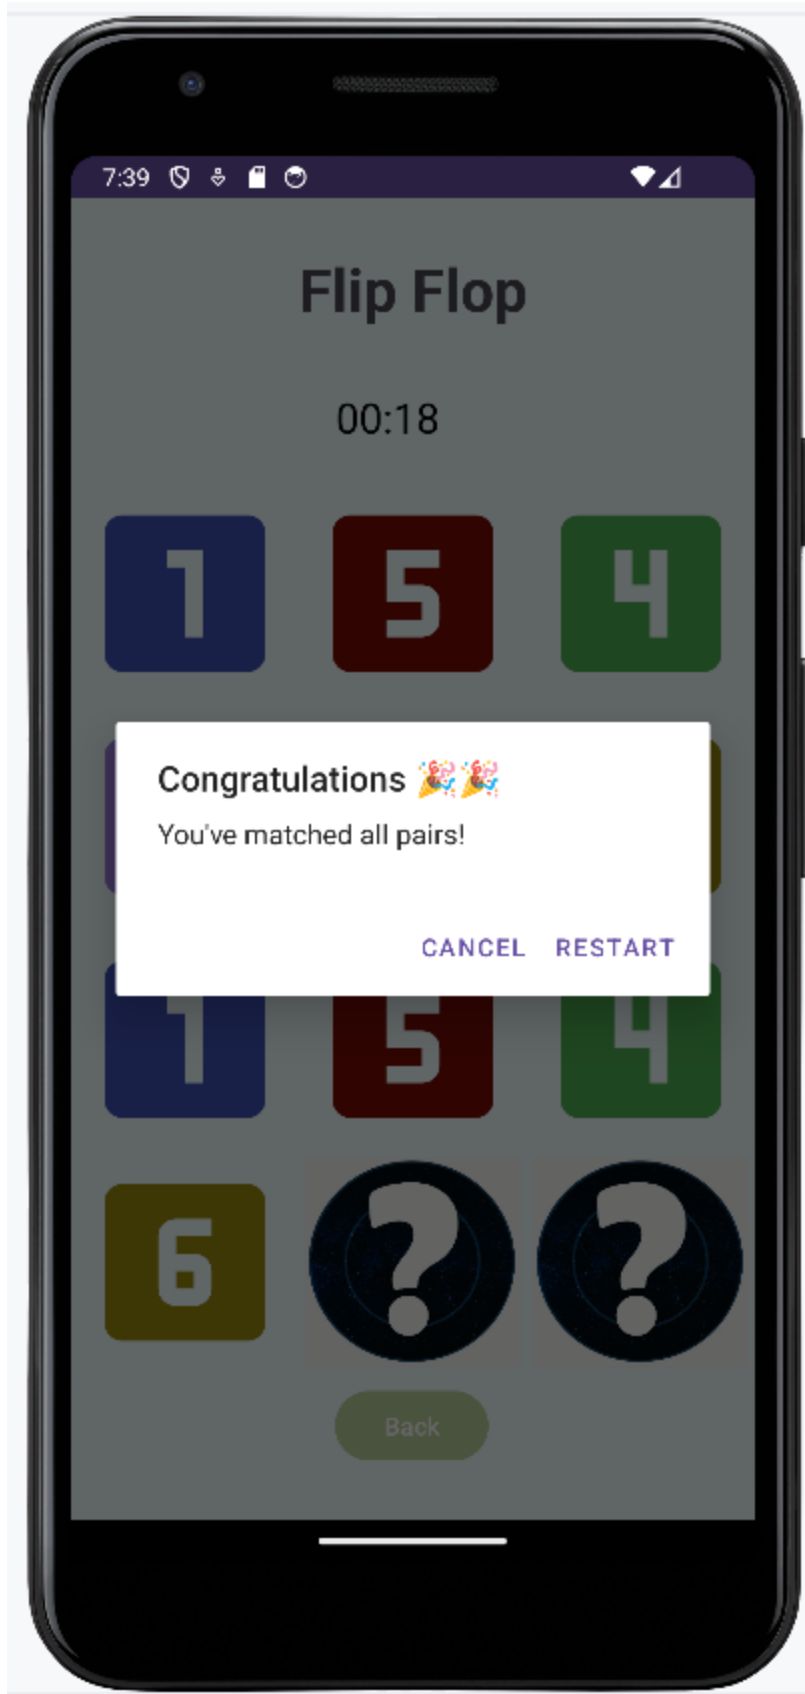 7:39
Flip Flop
00:18
1 5 4
Congratulations 🎉🎉
You've matched all pairs!
CANCEL RESTART
1 5 4
6 ? ?
Back